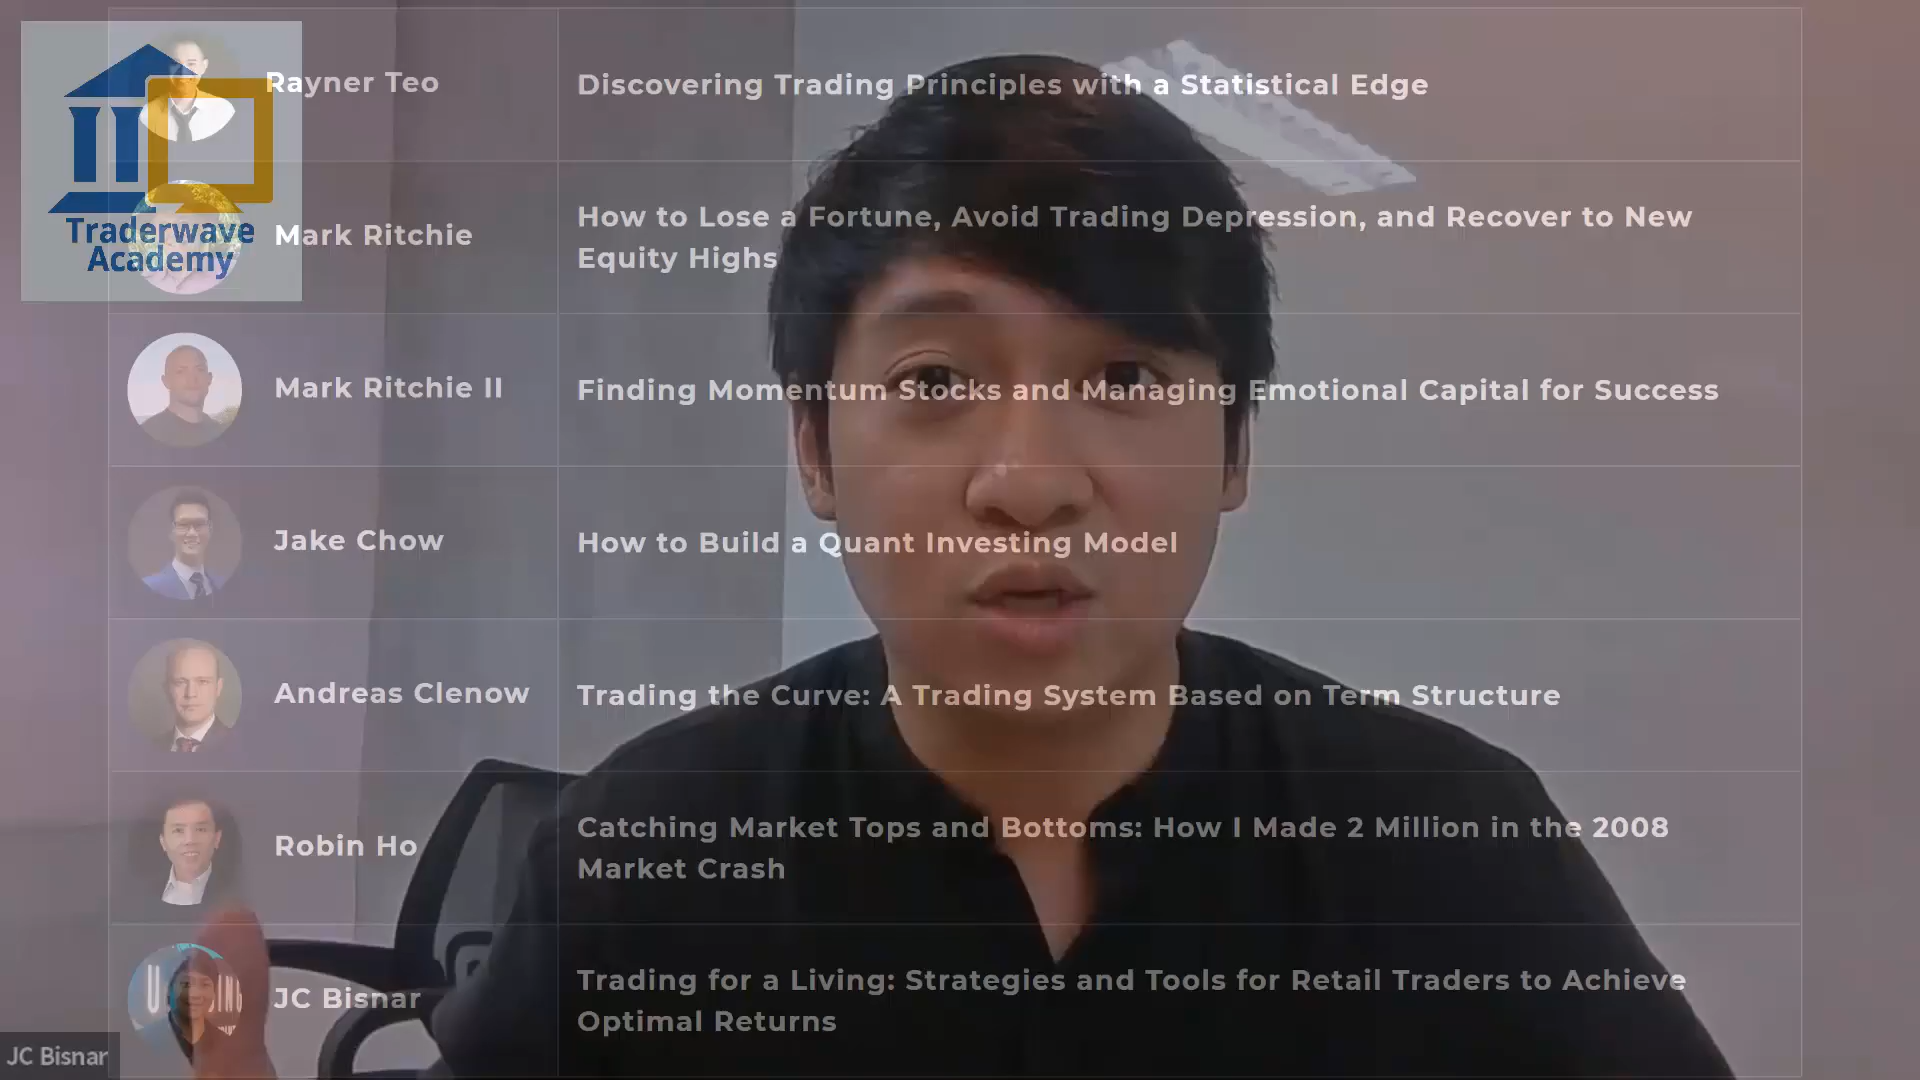 Rayner Teo
Discovering Trading Principles with a Statistical Edge
Traderwave
Academy
Mark Ritchie
How to Lose a Fortune, Avoid Trading Depression, and Recover to New
Equity Highs
Mark Ritchie II
Finding Momentum Stocks and Managing Emotional Capital for Success
Jake Chow
How to Build a Quant Investing Model
Andreas Clenow
Trading the Curve: A Trading System Based on Term Structure
Robin Ho
Catching Market Tops and Bottoms: How I Made 2 Million in the 2008
Market Crash
JC Bisnar
Trading for a Living: Strategies and Tools for Retail Traders to Achieve
Optimal Returns
JC Bisnar